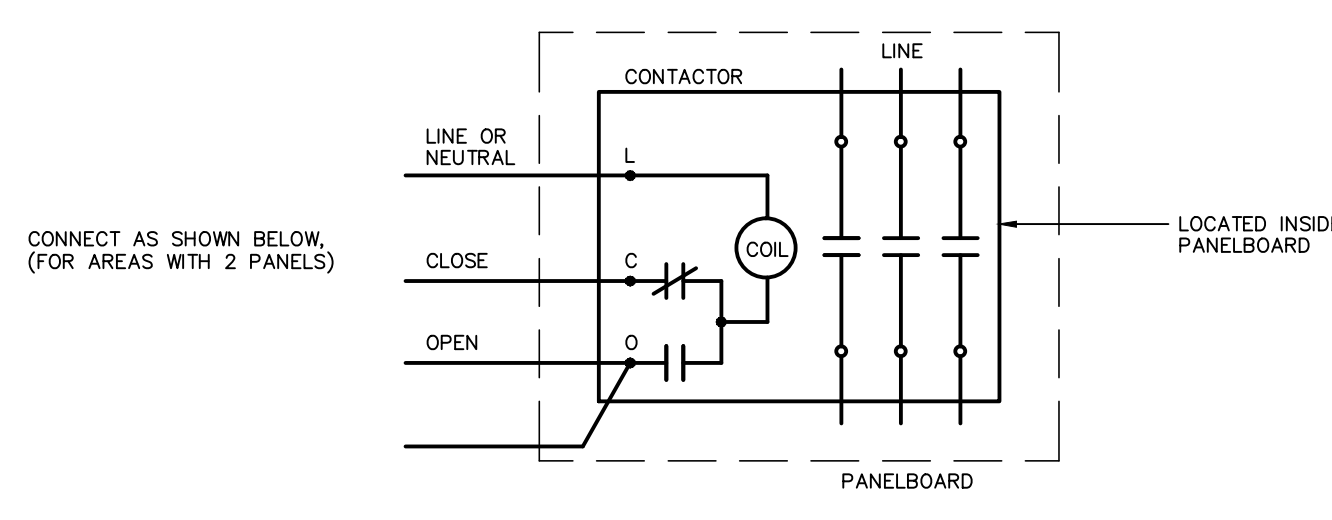 LINE
CONTACTOR
LINE OR
NEUTRAL
L
CONNECT AS SHOWN BELOW,
(FOR AREAS WITH 2 PANELS)
CLOSE
C
COIL
LOCATED INSID
PANELBOARD
OPEN
O
PANELBOARD